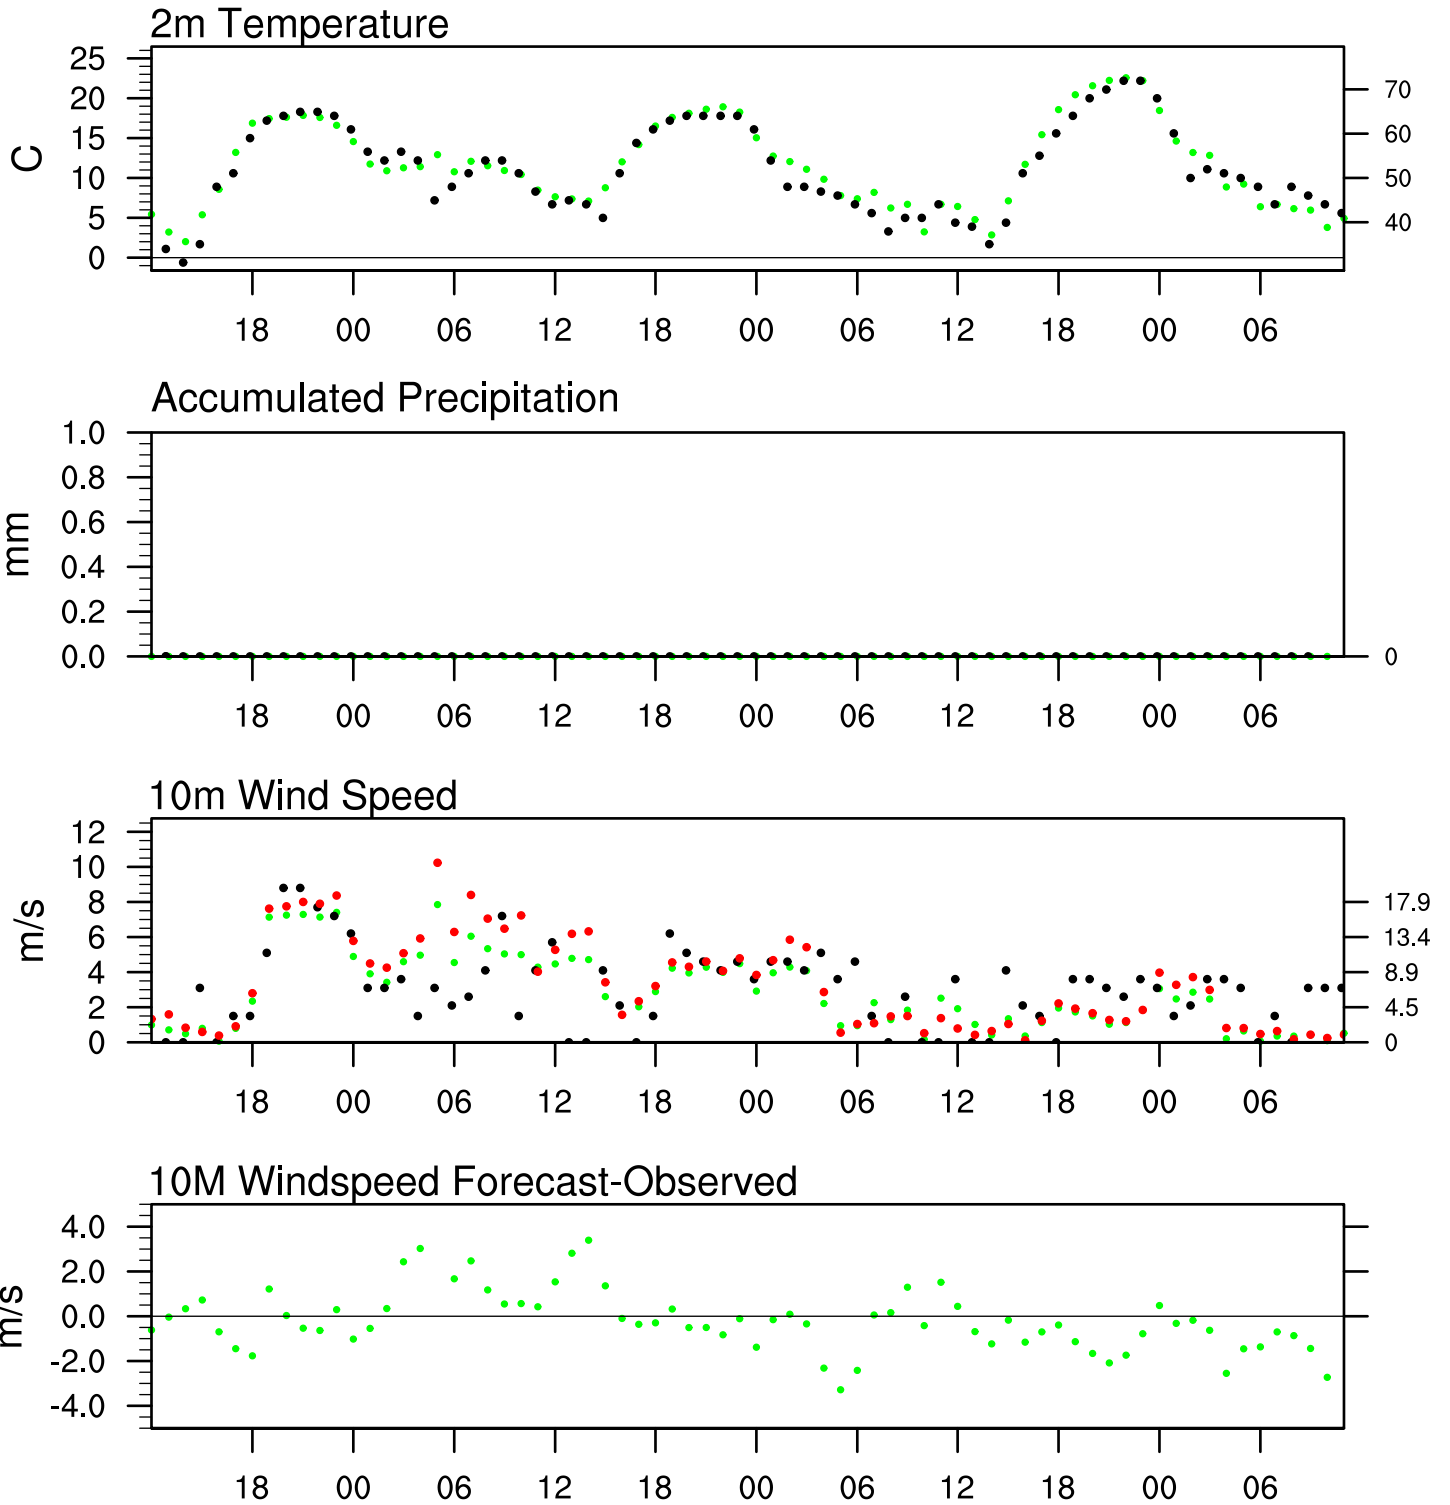 2m Temperature
25
20
15
10
5
0
C
70
60
50
40
18 00 06 12 18 00 06 12 18 00 06
Accumulated Precipitation
1.0
0.8
0.6
0.4
0.2
0.0
mm
0
18 00 06 12 18 00 06 12 18 00 06
10m Wind Speed
12
10
8
6
4
2
0
m/s
17.9
13.4
8.9
4.5
0
18 00 06 12 18 00 06 12 18 00 06
10M Windspeed Forecast-Observed
4.0
2.0
0.0
-2.0
-4.0
m/s
18 00 06 12 18 00 06 12 18 00 06